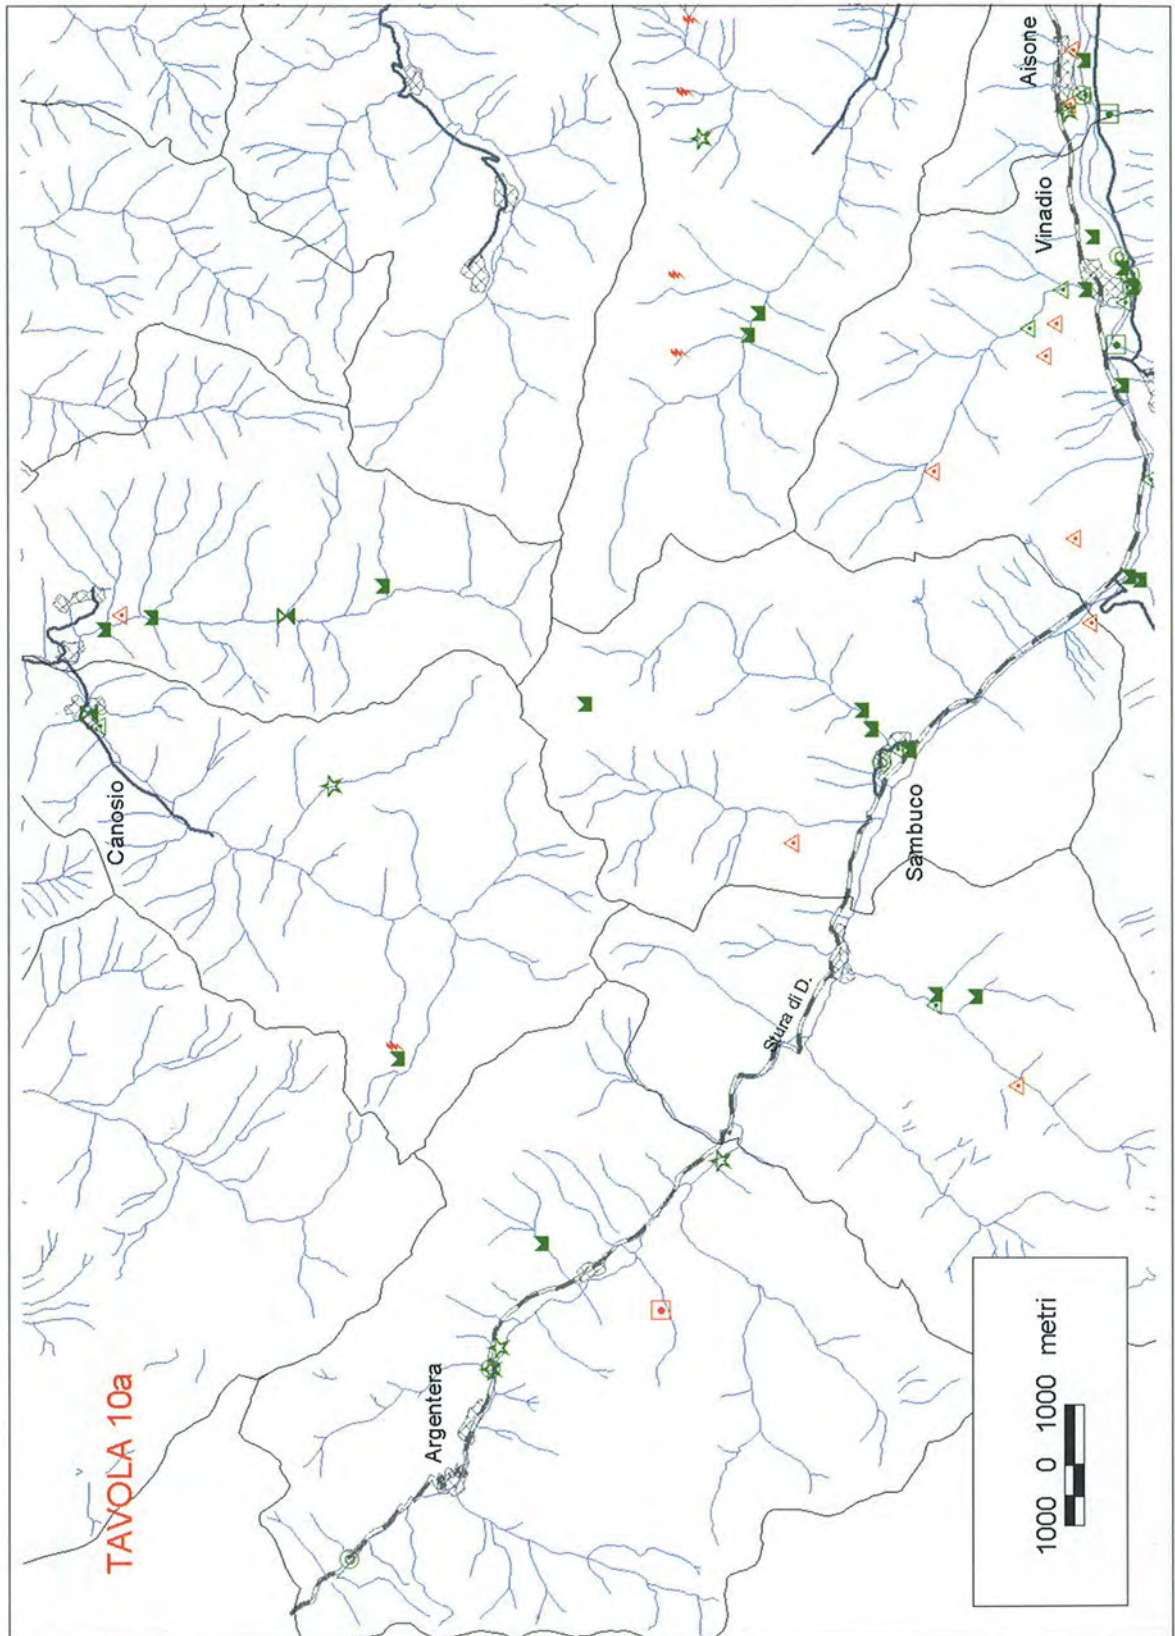 TAVOLA 10a
Canosio
Argentera
Stura di D.
Sambuco
Vinadio
Aisone
1000 0 1000 metri